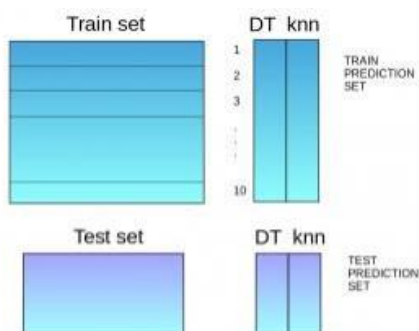 Train set
DT knn
1
2
3
10
TRAIN
PREDICTION
SET
Test set
DT knn
TEST
PREDICTION
SET